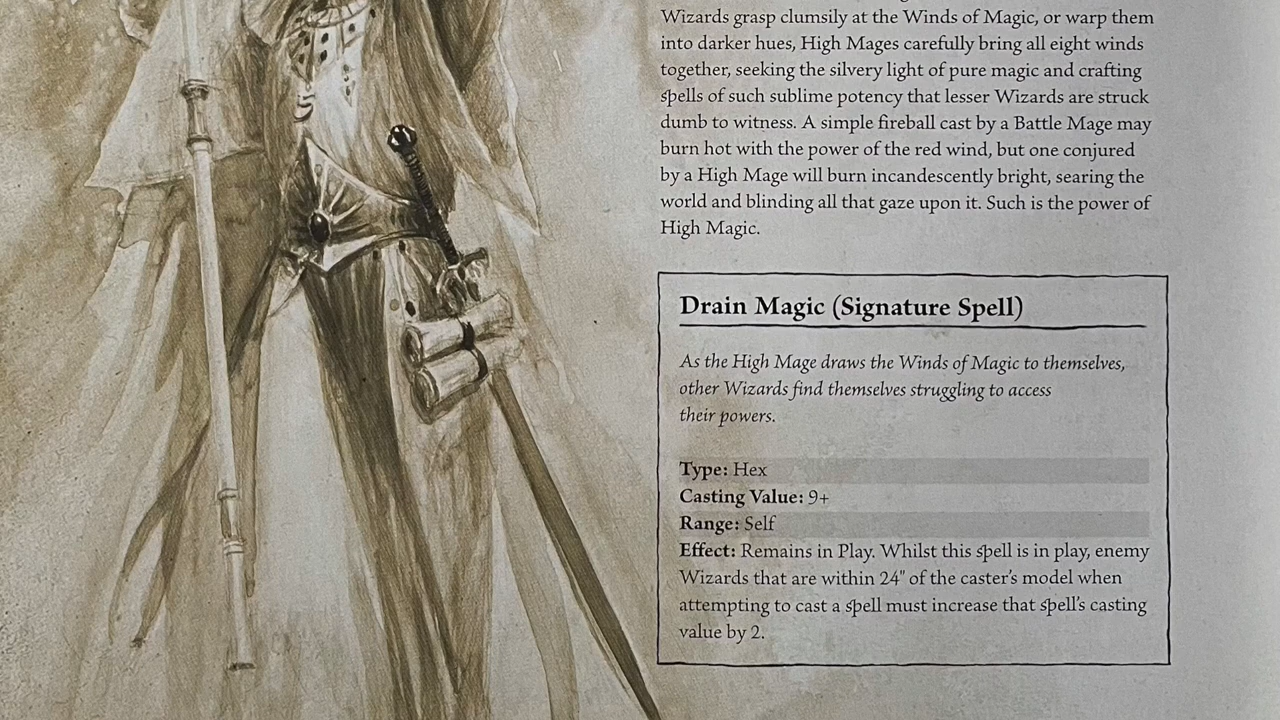 Wizards grasp clumsily at the Winds of Magic, or warp them
into darker hues, High Mages carefully bring all eight winds
together, seeking the silvery light of pure magic and crafting
spells of such sublime potency that lesser Wizards are struck
dumb to witness. A simple fireball cast by a Battle Mage may
burn hot with the power of the red wind, but one conjured
by a High Mage will burn incandescently bright, searing the
world and blinding all that gaze upon it. Such is the power of
High Magic.
Drain Magic (Signature Spell)
As the High Mage draws the Winds of Magic to themselves,
other Wizards find themselves struggling to access
their powers.
Type: Hex
Casting Value: 9+
Range: Self
Effect: Remains in Play. Whilst this spell is in play, enemy
Wizards that are within 24" of the caster's model when
attempting to cast a spell must increase that spell's casting
value by 2.